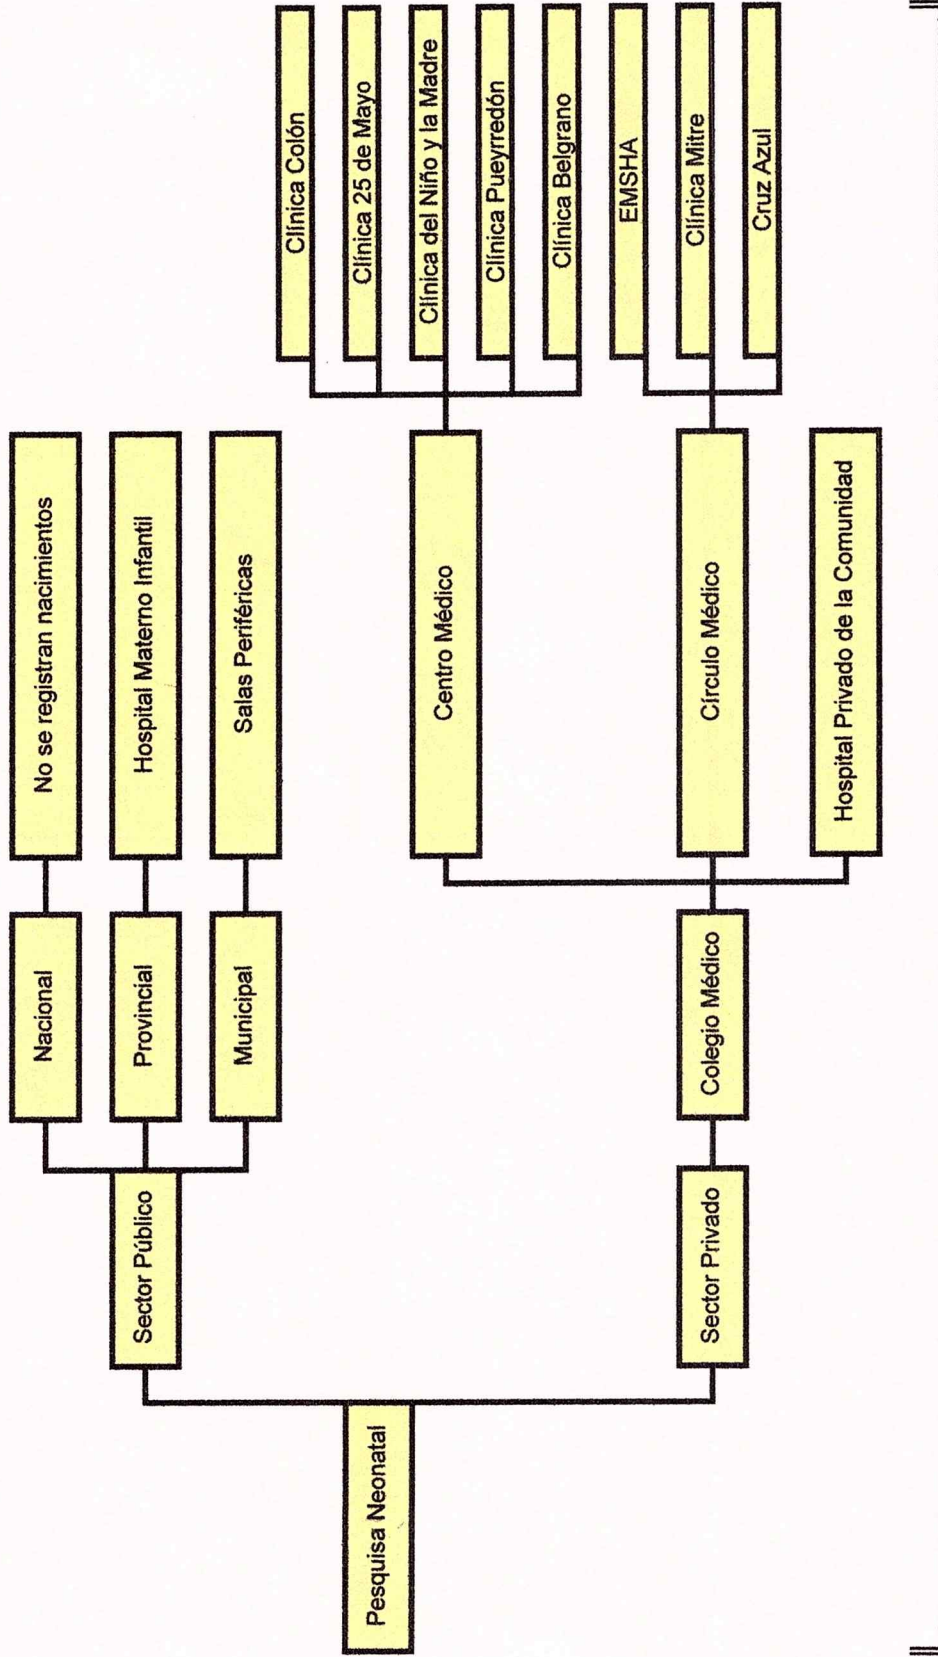 Pesquisa Neonatal
Sector Público
Nacional
No se registran nacimientos
Provincial
Hospital Materno Infantil
Municipal
Salas Periféricas
Sector Privado
Colegio Médico
Centro Médico
Clínica Colón
Clínica 25 de Mayo
Clínica del Niño y la Madre
Clínica Pueyrredón
Clínica Belgrano
Círculo Médico
EMSHA
Clínica Mitre
Cruz Azul
Hospital Privado de la Comunidad